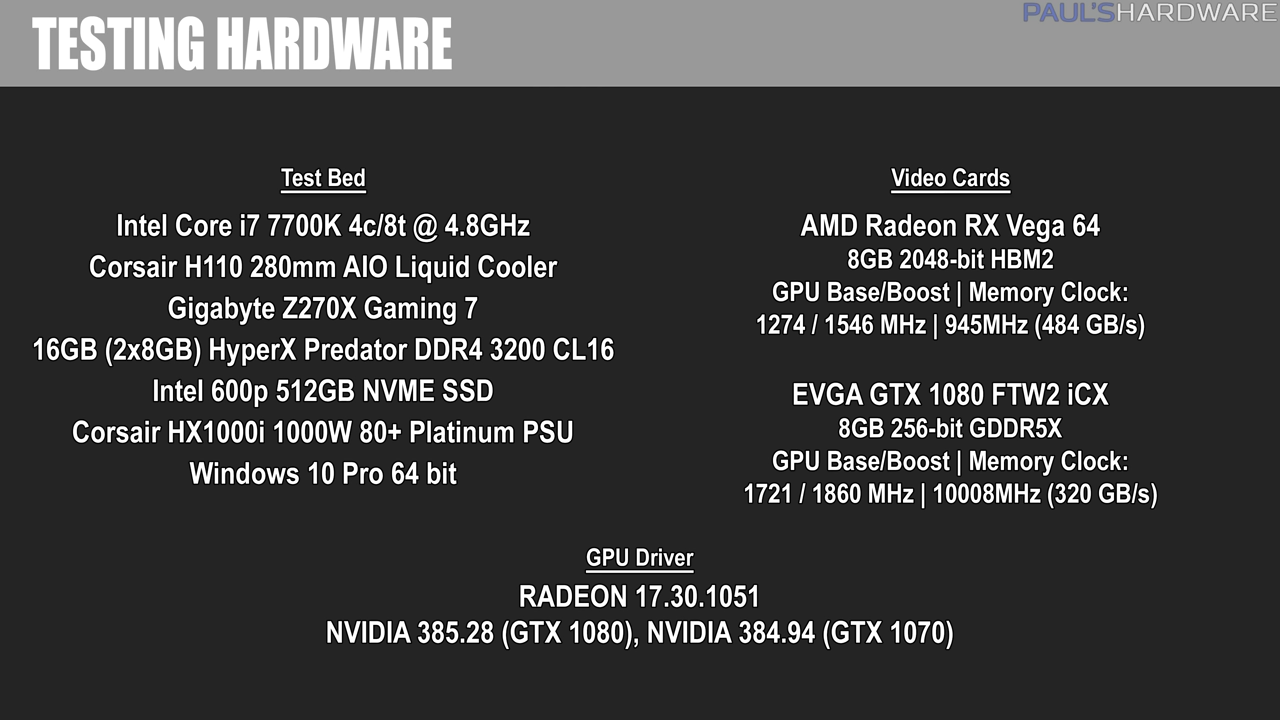 TESTING HARDWARE
PAUL'SHARDWARE
Test Bed
Intel Core i7 7700K 4c/8t @ 4.8GHz
Corsair H110 280mm AIO Liquid Cooler
Gigabyte Z270X Gaming 7
16GB (2x8GB) HyperX Predator DDR4 3200 CL16
Intel 600p 512GB NVME SSD
Corsair HX1000i 1000W 80+ Platinum PSU
Windows 10 Pro 64 bit
Video Cards
AMD Radeon RX Vega 64
8GB 2048-bit HBM2
GPU Base/Boost | Memory Clock:
1274 / 1546 MHz | 945MHz (484 GB/s)
EVGA GTX 1080 FTW2 iCX
8GB 256-bit GDDR5X
GPU Base/Boost | Memory Clock:
1721 / 1860 MHz | 10008MHz (320 GB/s)
GPU Driver
RADEON 17.30.1051
NVIDIA 385.28 (GTX 1080), NVIDIA 384.94 (GTX 1070)